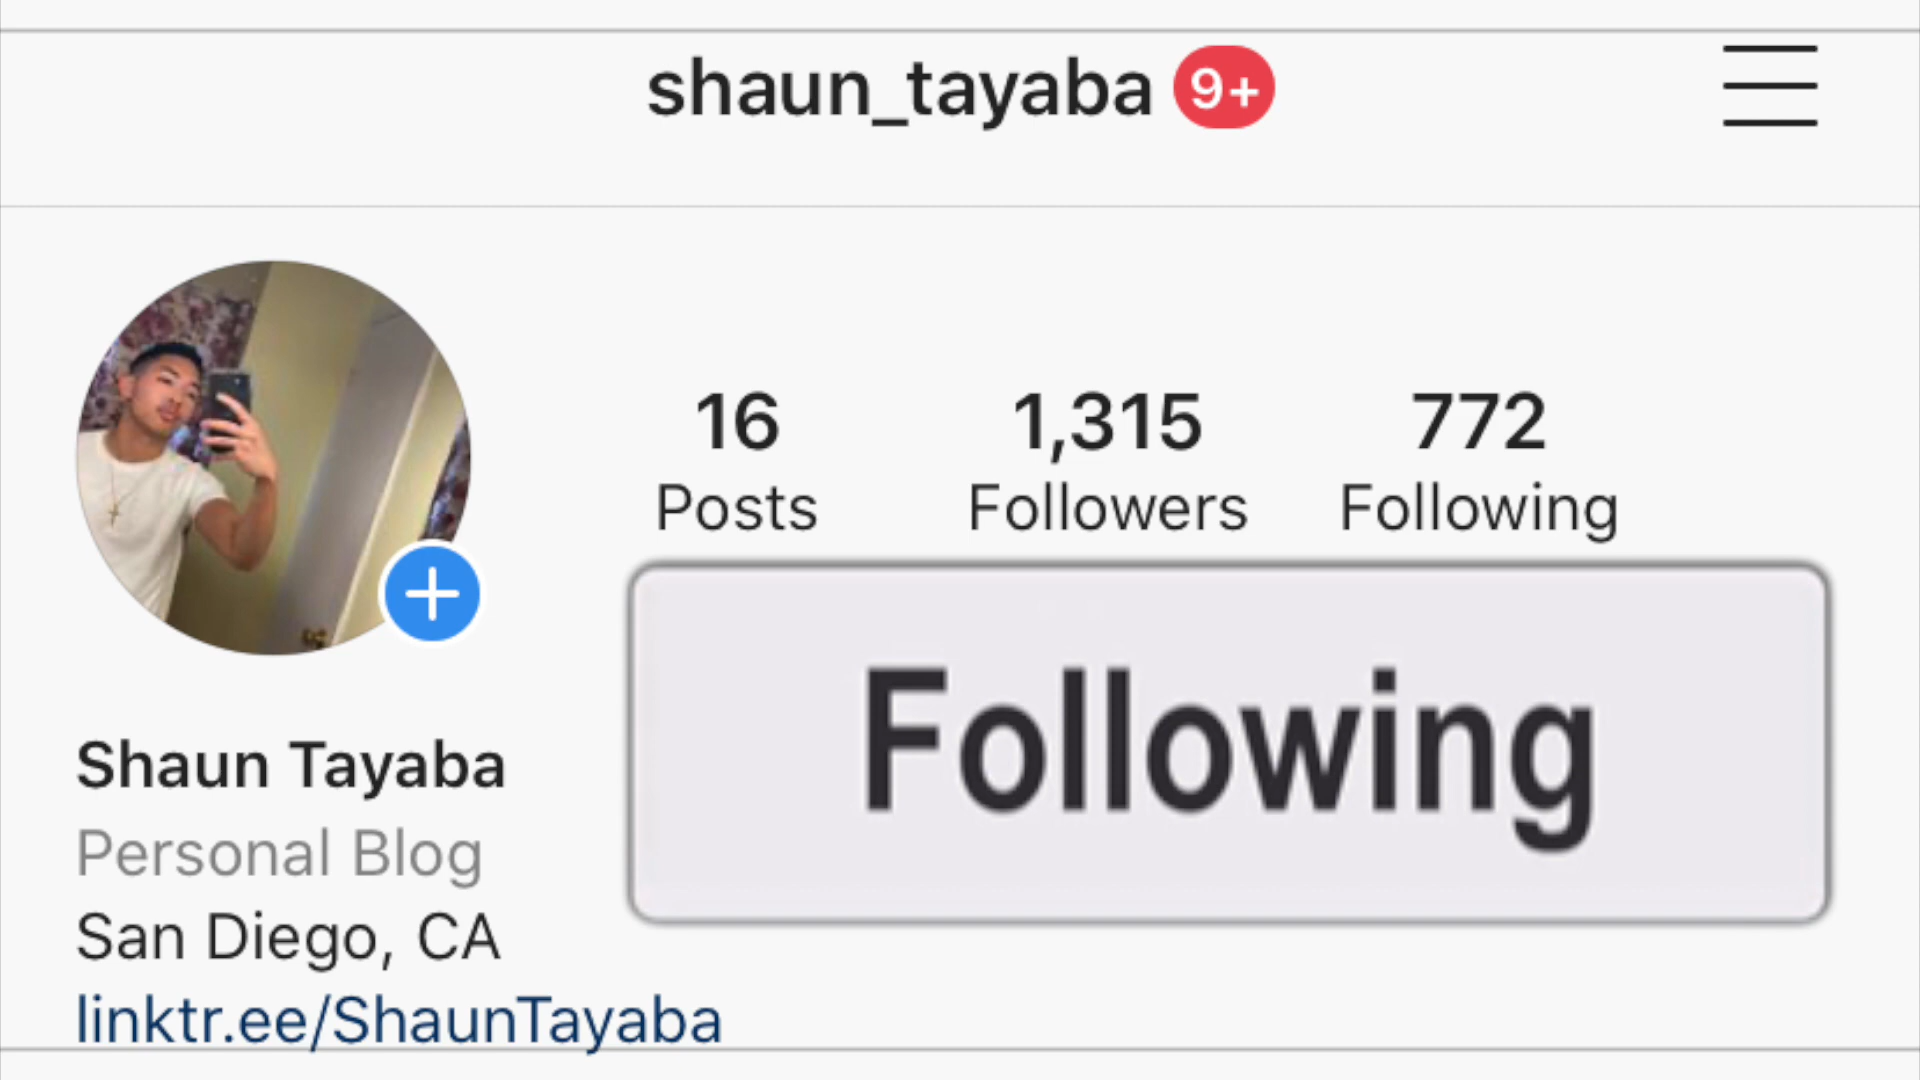 shaun_tayaba 9+
16 1,315 772
Posts Followers Following
Following
Shaun Tayaba
Personal Blog
San Diego, CA
linktr.ee/ShaunTayaba